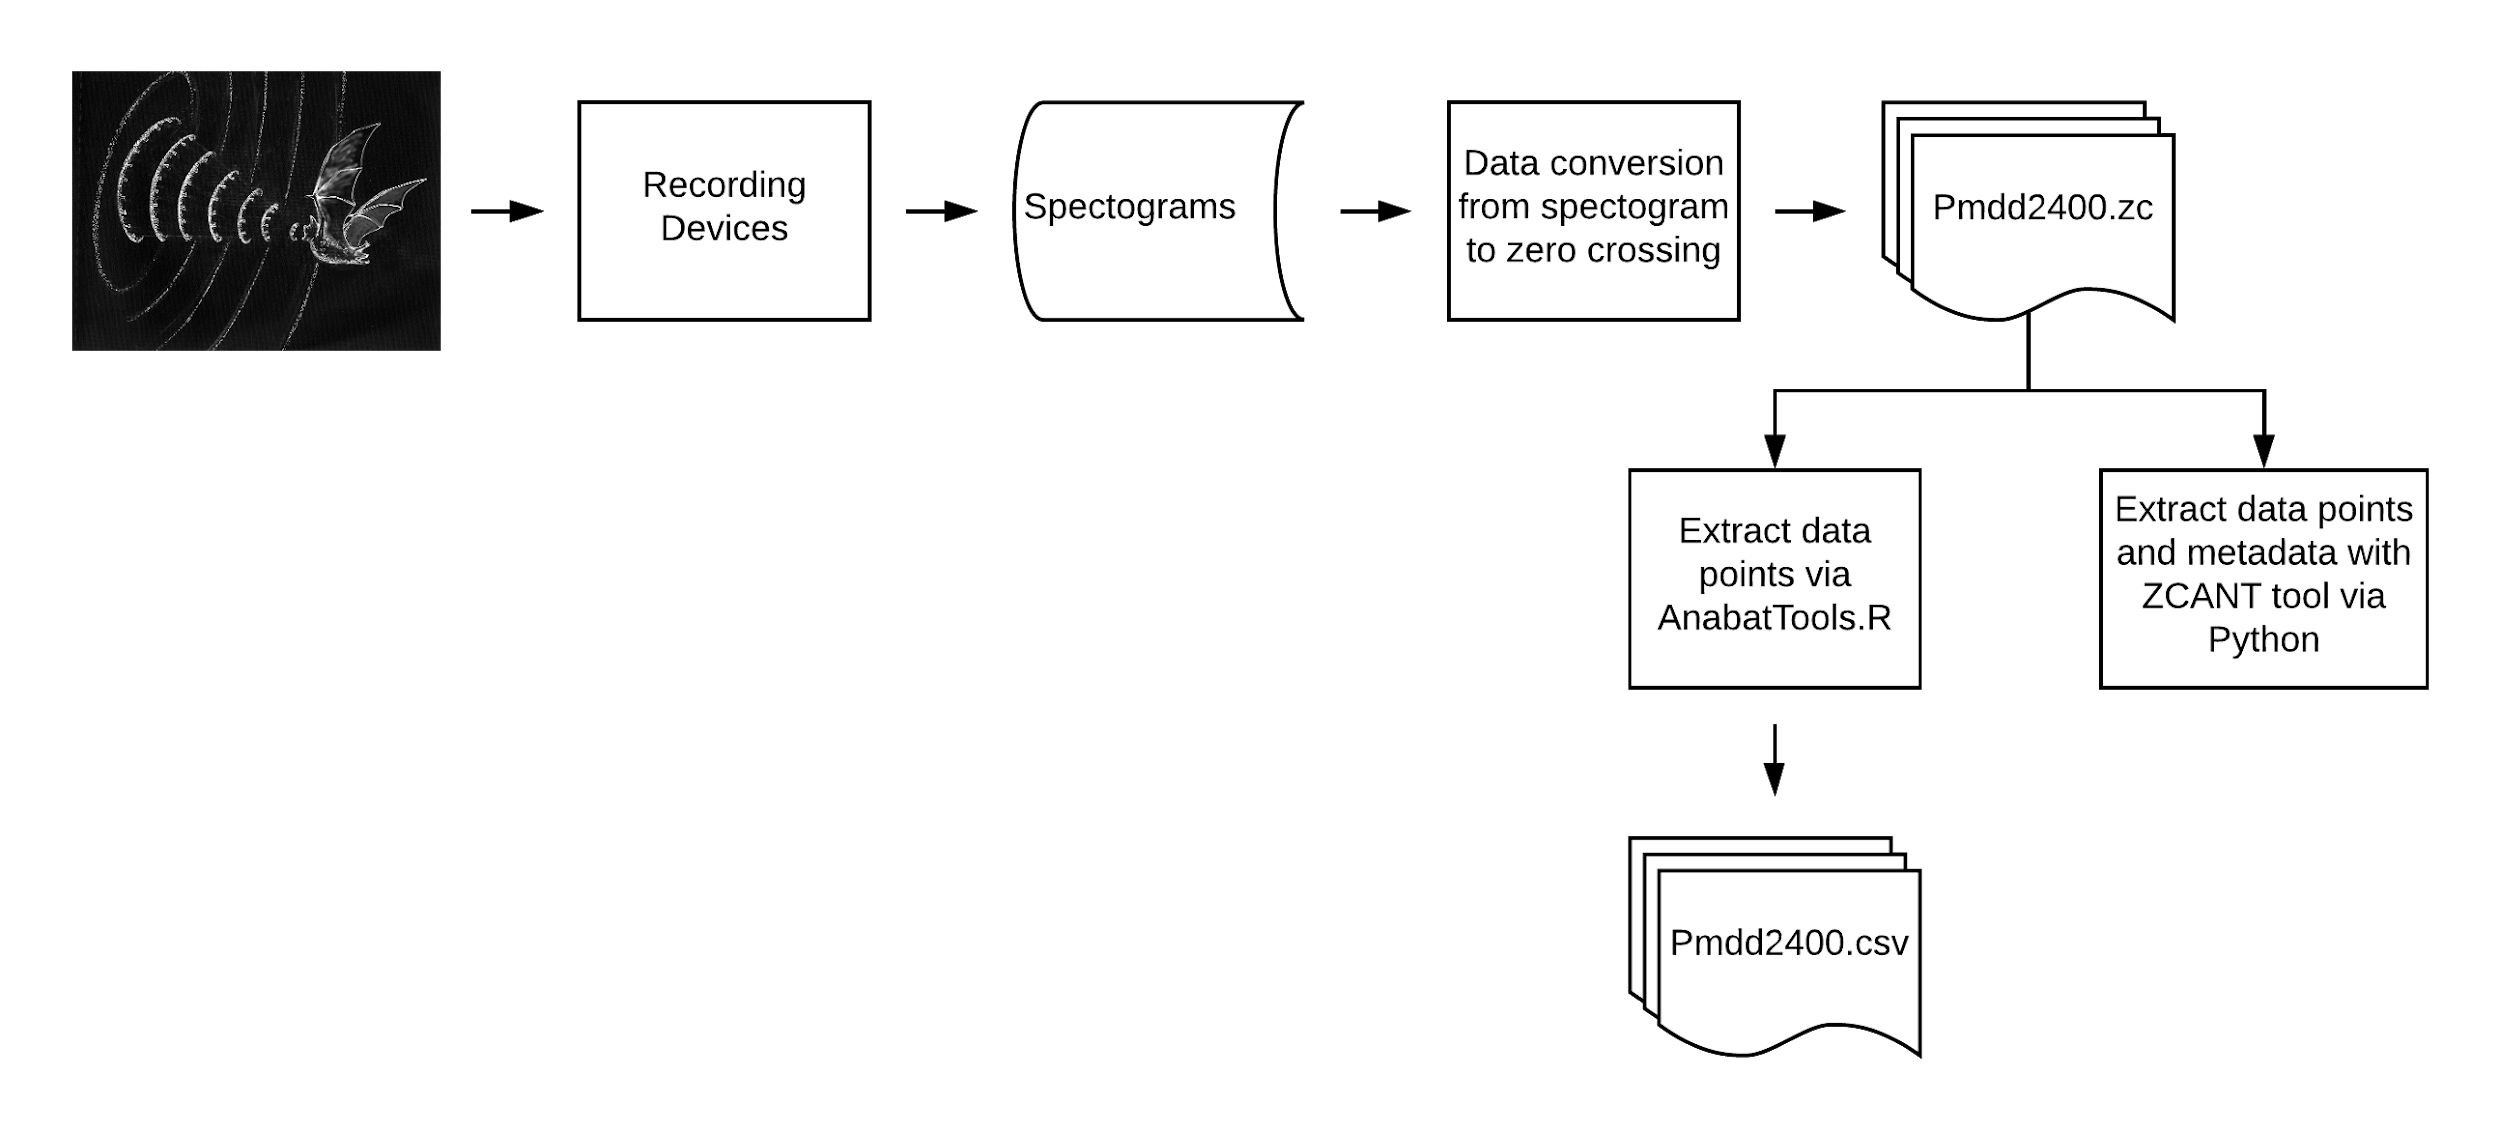 Recording
Devices
Spectograms
Data conversion
from spectogram
to zero crossing
Pmdd2400.zc
Extract data
points via
AnabatTools.R
Extract data points
and metadata with
ZCANT tool via
Python
Pmdd2400.csv